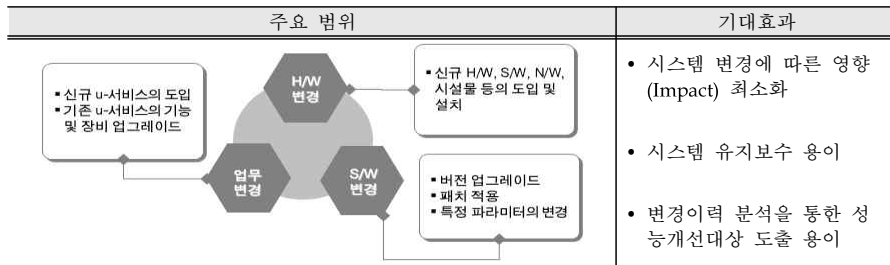 주요 범위
기대효과
▪ 신규 u-서비스의 도입
▪ 기존 u-서비스의 기능
및 장비 업그레이드
H/W
변경
▪ 신규 H/W, S/W, N/W,
시설물 등의 도입 및
설치
업무
변경
S/W
변경
▪ 버전 업그레이드
▪ 패치 적용
▪ 특정 파라미터의 변경
• 시스템 변경에 따른 영향
(Impact) 최소화
• 시스템 유지보수 용이
• 변경이력 분석을 통한 성
능개선대상 도출 용이